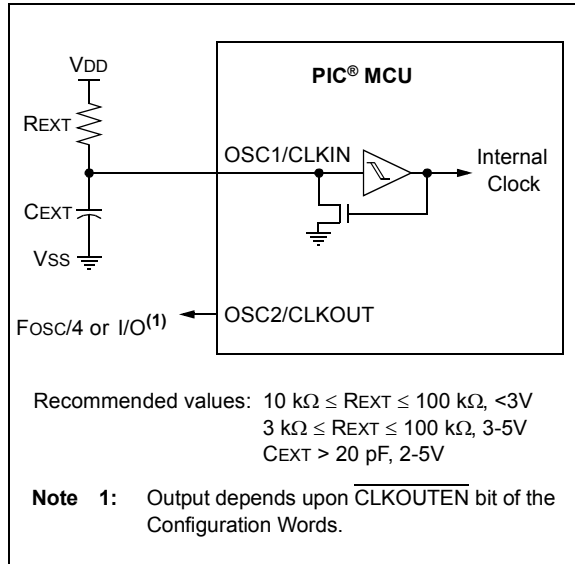 VDD
PIC® MCU
REXT
OSC1/CLKIN
Internal
Clock
CEXT
VSS
FOSC/4 or I/O(1)
OSC2/CLKOUT
Recommended values: 10 kΩ ≤ REXT ≤ 100 kΩ, <3V
3 kΩ ≤ REXT ≤ 100 kΩ, 3-5V
CEXT > 20 pF, 2-5V
Note 1: Output depends upon CLKOUTEN bit of the
Configuration Words.